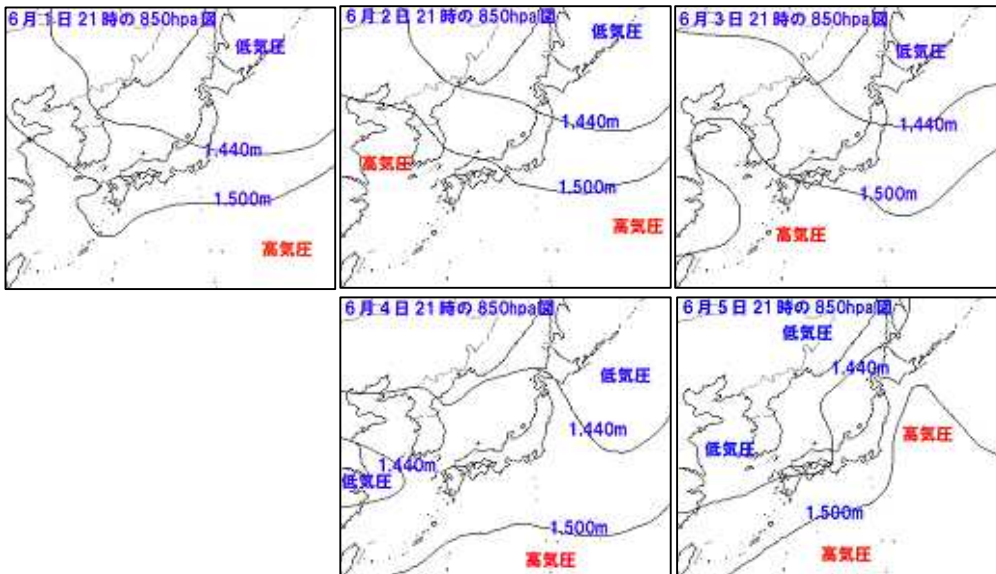 6月1日21時の850hpa図
低気圧
1,440m
1,500m
高気圧
6月2日21時の850hpa図
低気圧
1,440m
高気圧
1,500m
高気圧
6月3日21時の850hpa図
低気圧
1,440m
1,500m
高気圧
6月4日21時の850hpa図
低気圧
1,440m
1,440m
低気圧
1,500m
高気圧
6月5日21時の850hpa図
低気圧
1,440m
高気圧
低気圧
1,500m
高気圧